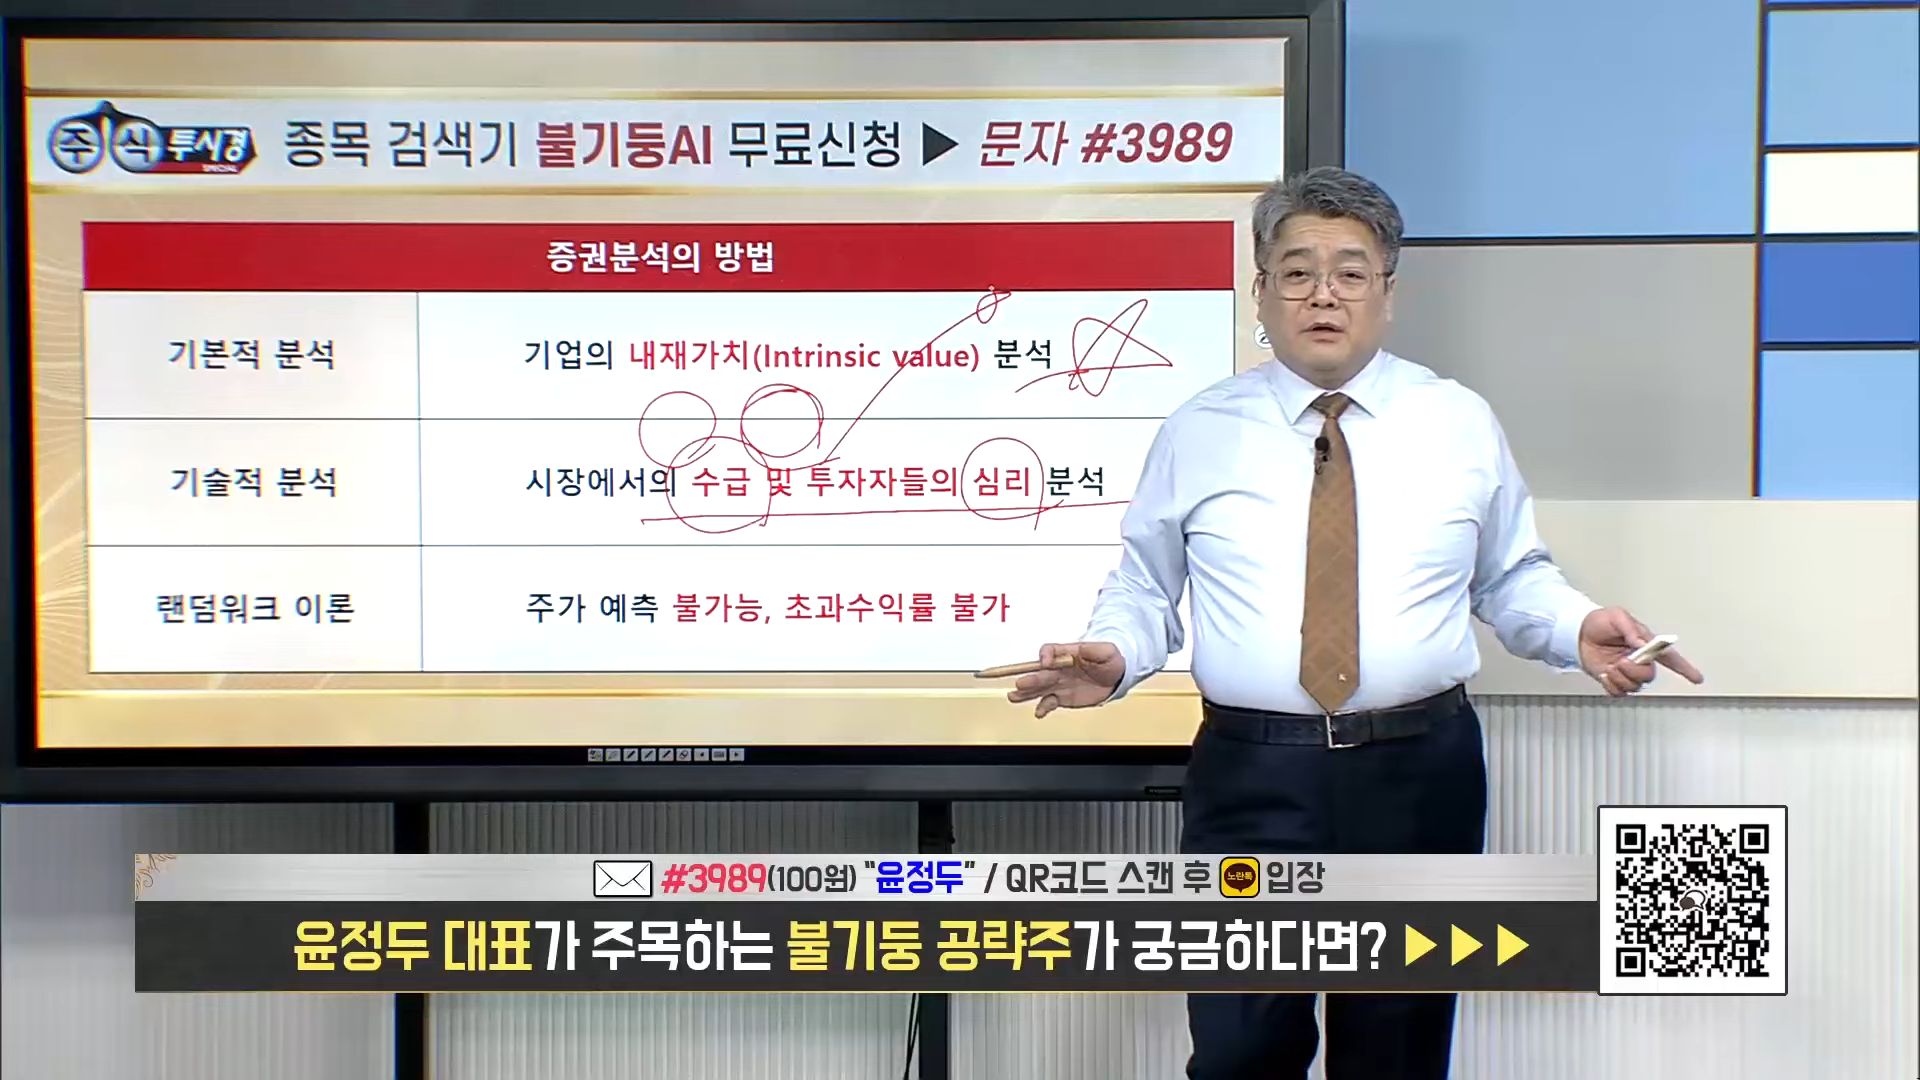 주식투시경
SPECIAL
종목 검색기 불기둥AI 무료신청 ▶ 문자 #3989
증권분석의 방법
기본적 분석
기업의 내재가치(Intrinsic value) 분석
기술적 분석
시장에서의 수급 및 투자자들의 심리 분석
랜덤워크 이론
주가 예측 불가능, 초과수익률 불가
#3989(100원) "윤정두" / QR코드 스캔 후 노란톡 입장
윤정두 대표가 주목하는 불기둥 공략주가 궁금하다면? ▶▶▶